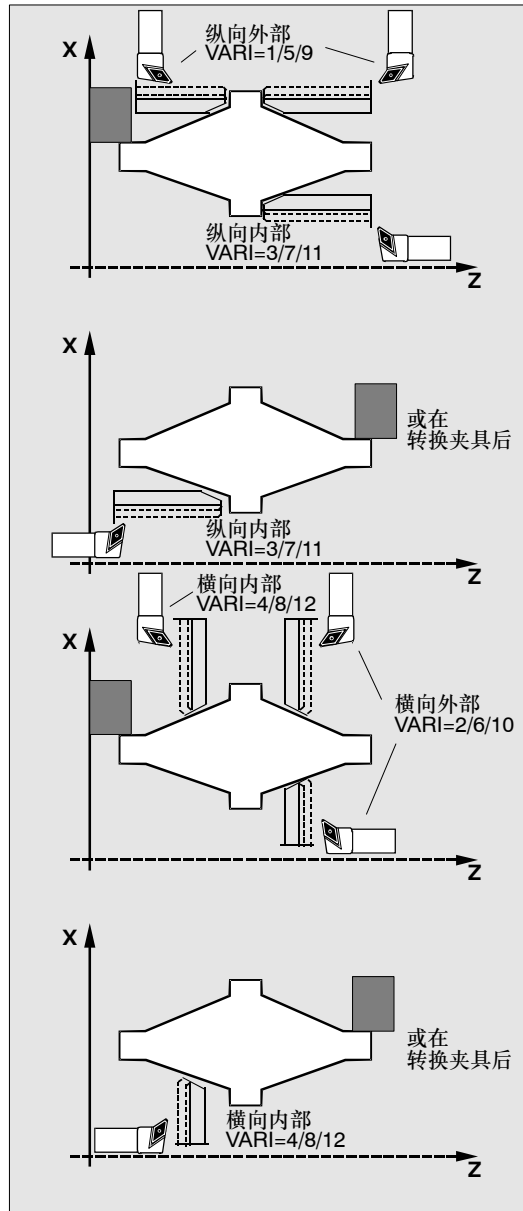 纵向外部
VARI=1/5/9
X
纵向内部
VARI=3/7/11
Z
X
或在
转换夹具后
纵向内部
VARI=3/7/11
Z
横向内部
VARI=4/8/12
X
横向外部
VARI=2/6/10
Z
X
或在
转换夹具后
横向内部
VARI=4/8/12
Z